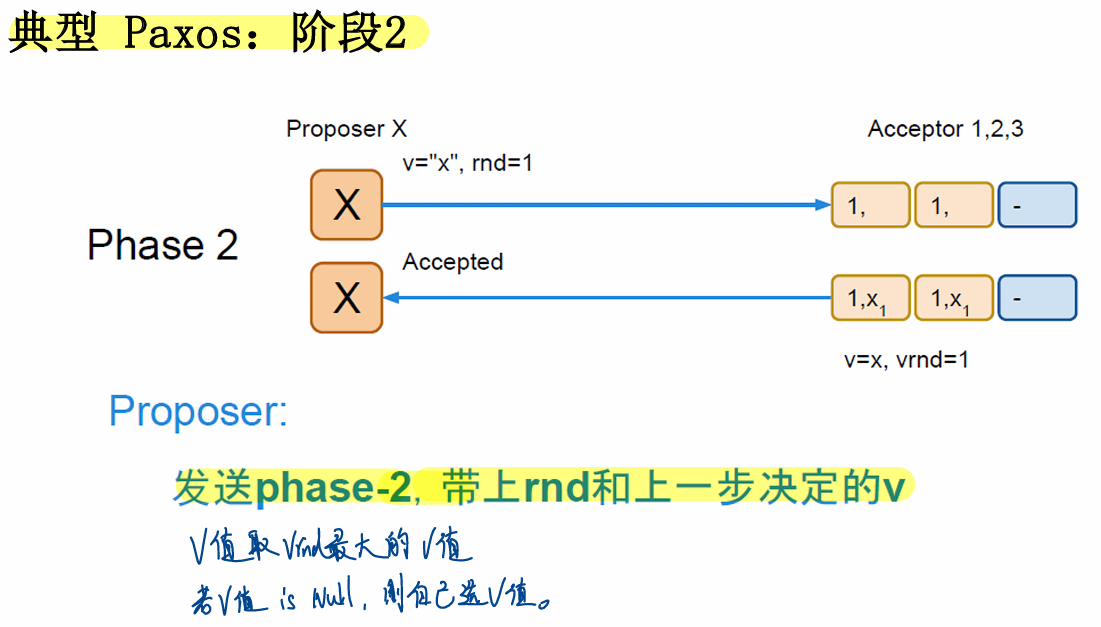 典型 Paxos：阶段2
Proposer X
Acceptor 1,2,3
v="x", rnd=1
X
1,
1,
-
Phase 2
Accepted
X
1,x1
1,x1
-
v=x, vrnd=1
Proposer:
发送phase-2, 带上rnd和上一步决定的v
V值取Vrnd最大的V值
若V值 is Null, 则自己选V值。